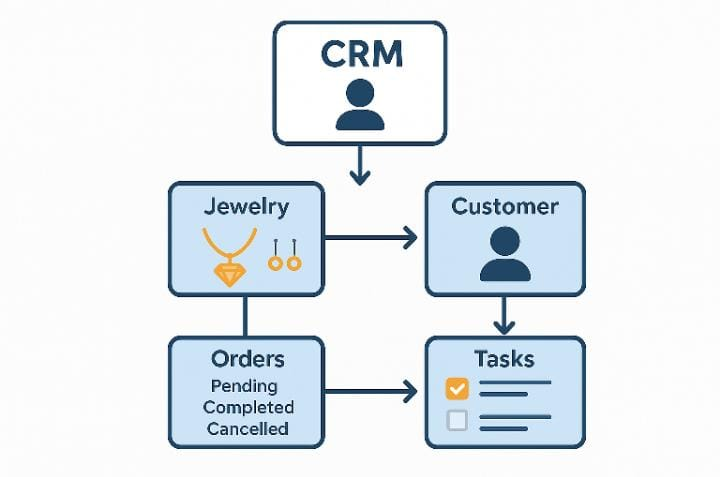 CRM
Jewelry
Customer
Orders
Pending
Completed
Cancelled
Tasks